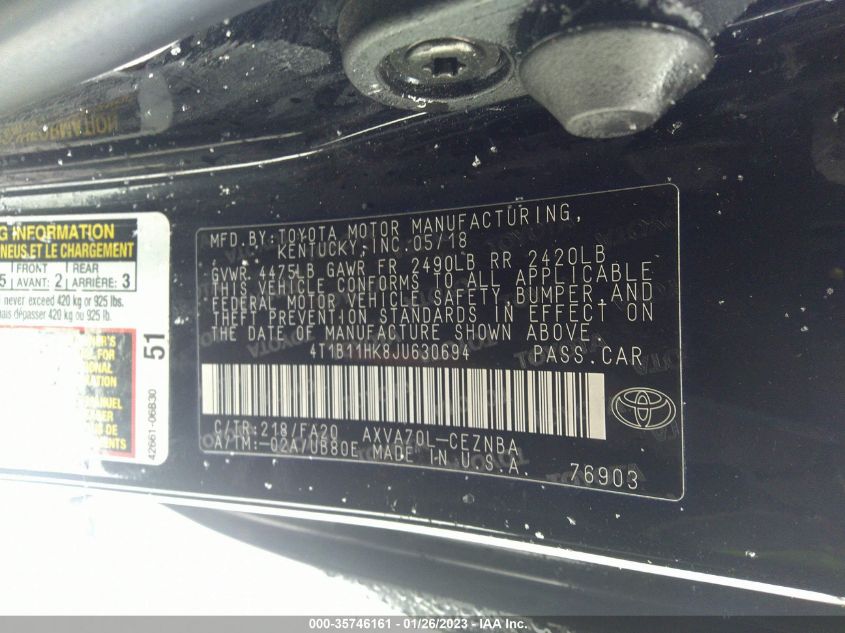 G INFORMATION
NEUS ET LE CHARGEMENT
5 FRONT AVANT: 2 REAR ARRIÈRE: 3
never exceed 420 kg or 925 lbs.
mais dépasser 420 kg ou 925 lb.
51
42661-06B30
MFD. BY: TOYOTA MOTOR MANUFACTURING,
KENTUCKY, INC. 05/18
GVWR. 4475LB GAWR FR 2490LB RR 2420LB
THIS VEHICLE CONFORMS TO ALL APPLICABLE
FEDERAL MOTOR VEHICLE SAFETY, BUMPER, AND
THEFT PREVENTION STANDARDS IN EFFECT ON
THE DATE OF MANUFACTURE SHOWN ABOVE.
4T1B11HK8JU630694 PASS. CAR
C/TR: 218/FA20 AXVA70L-CEZNBA
A/TM: -02A/UB80E MADE IN U.S.A.
76903
000-35746161 - 01/26/2023 - IAA Inc.